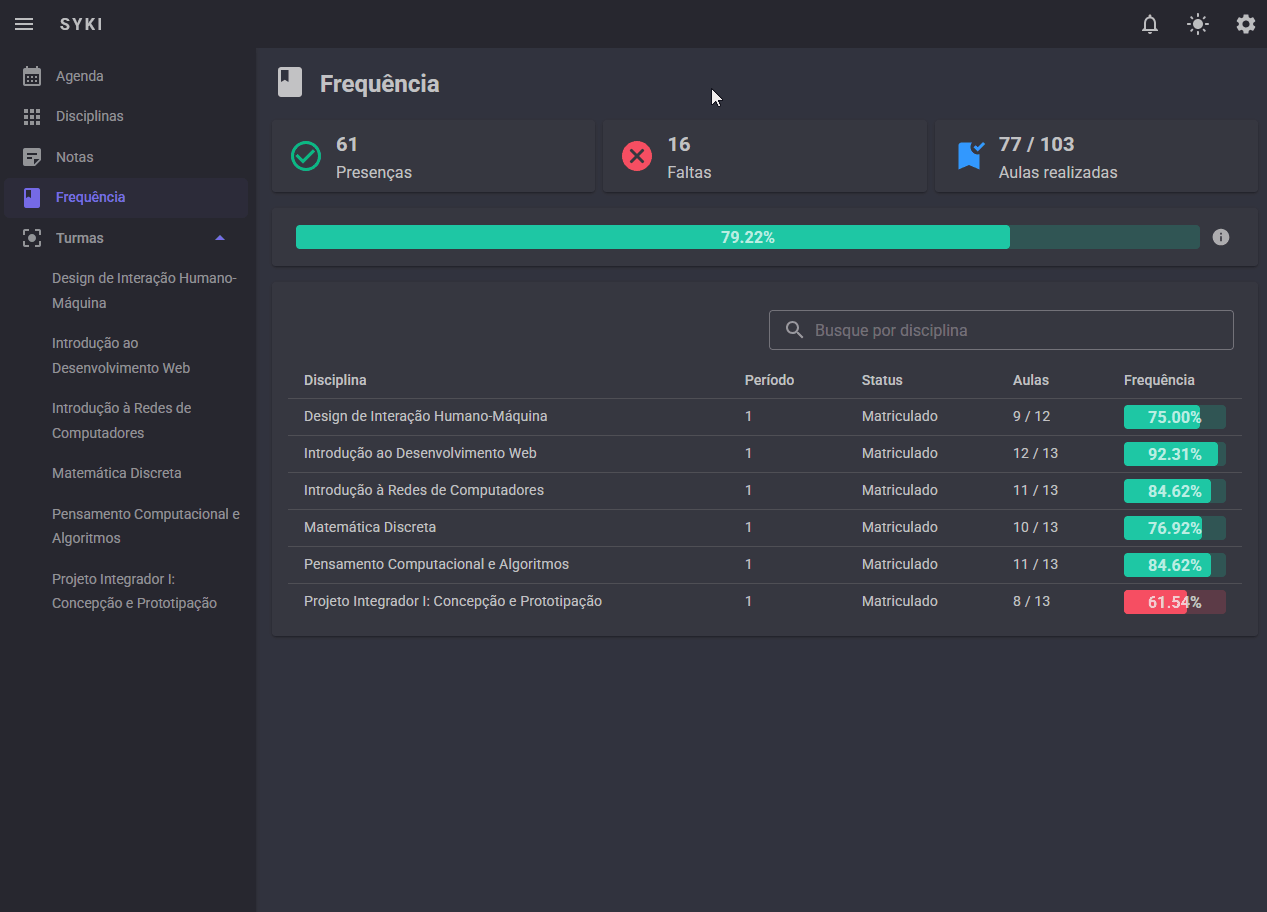 SYKI
Agenda
Disciplinas
Notas
Frequência
Turmas
Design de Interação Humano-
Máquina
Introdução ao
Desenvolvimento Web
Introdução à Redes de
Computadores
Matemática Discreta
Pensamento Computacional e
Algoritmos
Projeto Integrador I:
Concepção e Prototipação
Frequência
61
Presenças
16
Faltas
77 / 103
Aulas realizadas
79.22%
Busque por disciplina
Disciplina Período Status Aulas Frequência
Design de Interação Humano-Máquina 1 Matriculado 9 / 12 75.00%
Introdução ao Desenvolvimento Web 1 Matriculado 12 / 13 92.31%
Introdução à Redes de Computadores 1 Matriculado 11 / 13 84.62%
Matemática Discreta 1 Matriculado 10 / 13 76.92%
Pensamento Computacional e Algoritmos 1 Matriculado 11 / 13 84.62%
Projeto Integrador I: Concepção e Prototipação 1 Matriculado 8 / 13 61.54%